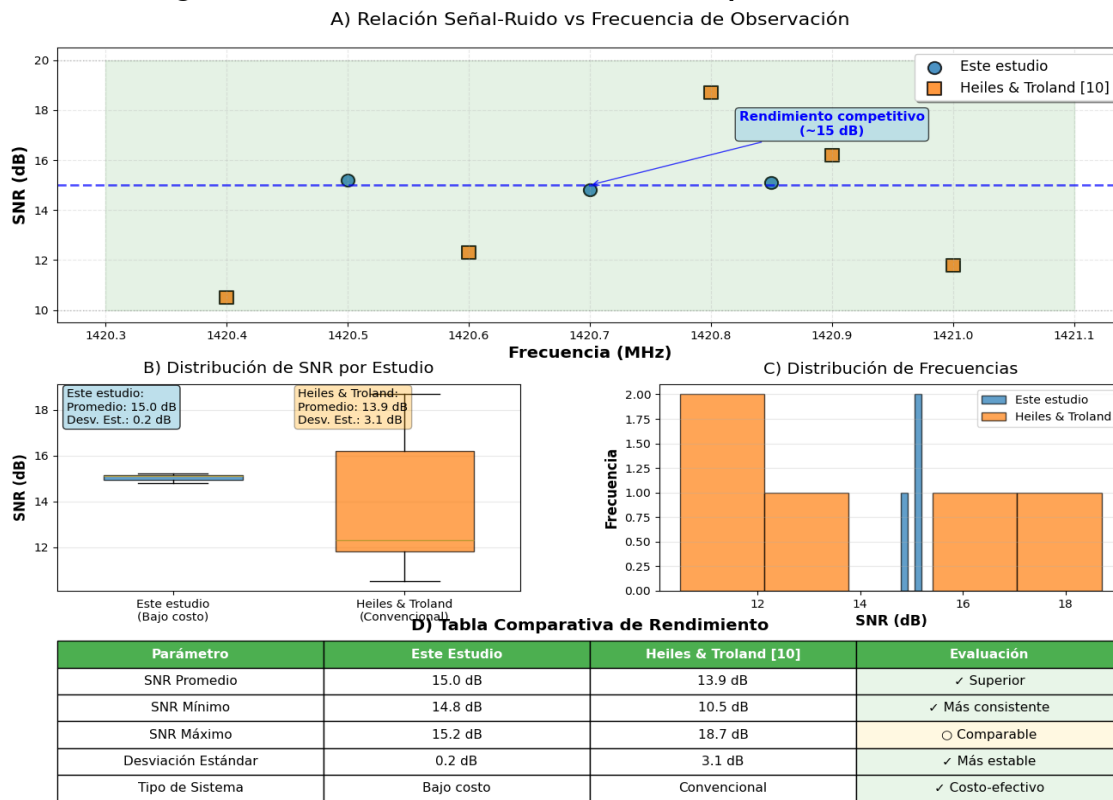 A) Relación Señal-Ruido vs Frecuencia de Observación
20
18
16
14
12
10
SNR (dB)
Este estudio
Heiles & Troland [10]
Rendimiento competitivo
(~15 dB)
1420.3 1420.4 1420.5 1420.6 1420.7 1420.8 1420.9 1421.0 1421.1
Frecuencia (MHz)
B) Distribución de SNR por Estudio
18
16
14
12
SNR (dB)
Este estudio:
Promedio: 15.0 dB
Desv. Est.: 0.2 dB
Heiles & Troland:
Promedio: 13.9 dB
Desv. Est.: 3.1 dB
Este estudio
(Bajo costo)
Heiles & Troland
(Convencional)
C) Distribución de Frecuencias
2.00
1.75
1.50
1.25
1.00
0.75
0.50
0.25
0.00
Frecuencia
Este estudio
Heiles & Troland
12 14 16 18
SNR (dB)
D) Tabla Comparativa de Rendimiento
Parámetro Este Estudio Heiles & Troland [10] Evaluación
SNR Promedio 15.0 dB 13.9 dB ✓ Superior
SNR Mínimo 14.8 dB 10.5 dB ✓ Más consistente
SNR Máximo 15.2 dB 18.7 dB ○ Comparable
Desviación Estándar 0.2 dB 3.1 dB ✓ Más estable
Tipo de Sistema Bajo costo Convencional ✓ Costo-efectivo